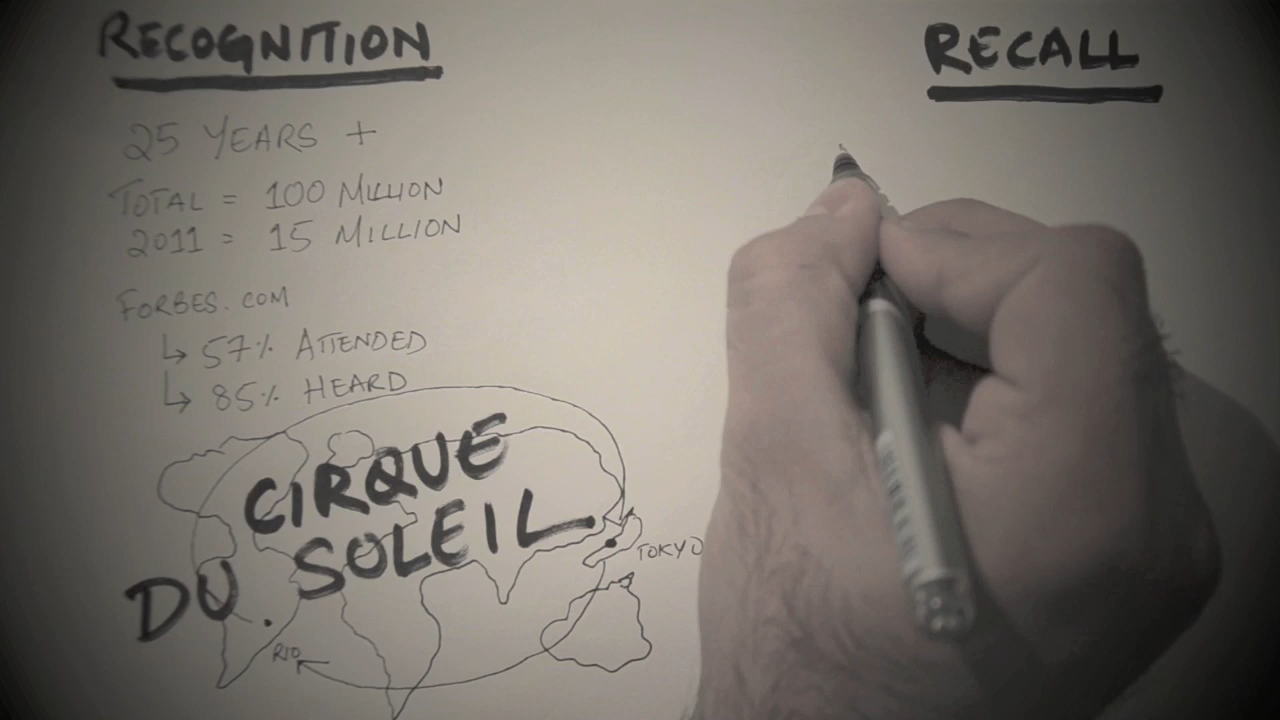 RECOGNITION
RECALL
25 YEARS +
TOTAL = 100 MILLION
2011 = 15 MILLION
FORBES.COM
↳ 57% ATTENDED
↳ 85% HEARD
CIRQUE
DU SOLEIL
TOKYO
RIO